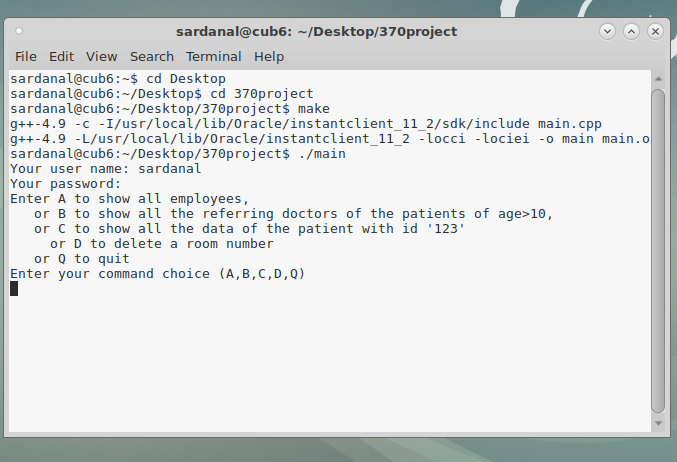 sardanal@cub6: ~/Desktop/370project
File Edit View Search Terminal Help
sardanal@cub6:~$ cd Desktop
sardanal@cub6:~/Desktop$ cd 370project
sardanal@cub6:~/Desktop/370project$ make
g++-4.9 -c -I/usr/local/lib/Oracle/instantclient_11_2/sdk/include main.cpp
g++-4.9 -L/usr/local/lib/Oracle/instantclient_11_2 -locci -lociei -o main main.o
sardanal@cub6:~/Desktop/370project$ ./main
Your user name: sardanal
Your password:
Enter A to show all employees,
or B to show all the referring doctors of the patients of age>10,
or C to show all the data of the patient with id '123'
or D to delete a room number
or Q to quit
Enter your command choice (A,B,C,D,Q)